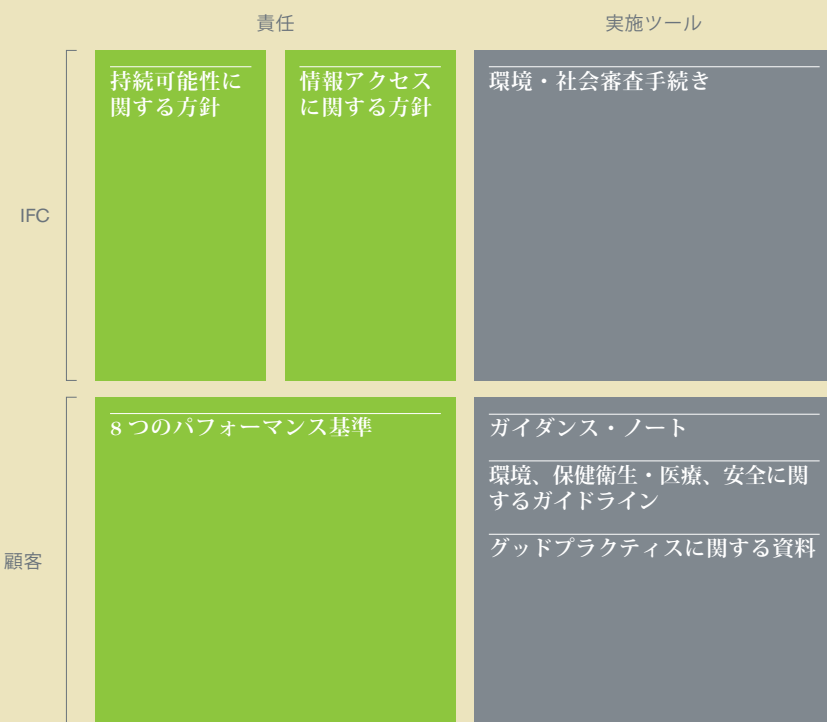 責任
実施ツール
IFC
持続可能性に
関する方針
情報アクセス
に関する方針
環境・社会審査手続き
顧客
8つのパフォーマンス基準
ガイダンス・ノート
環境、保健衛生・医療、安全に関
するガイドライン
グッドプラクティスに関する資料